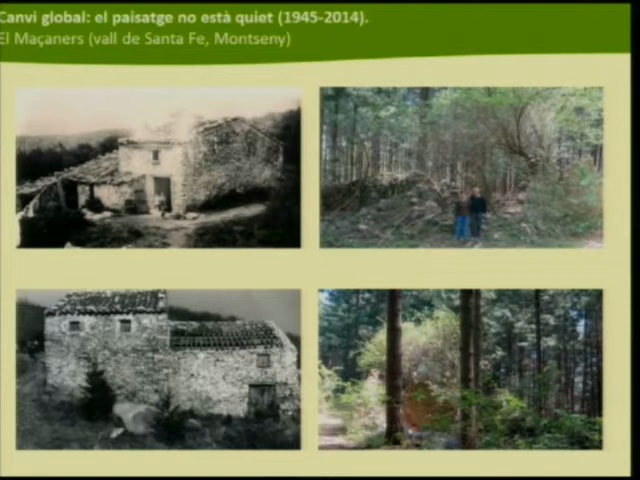 Canvi global: el paisatge no està quiet (1945-2014).
El Maçaners (vall de Santa Fe, Montseny)